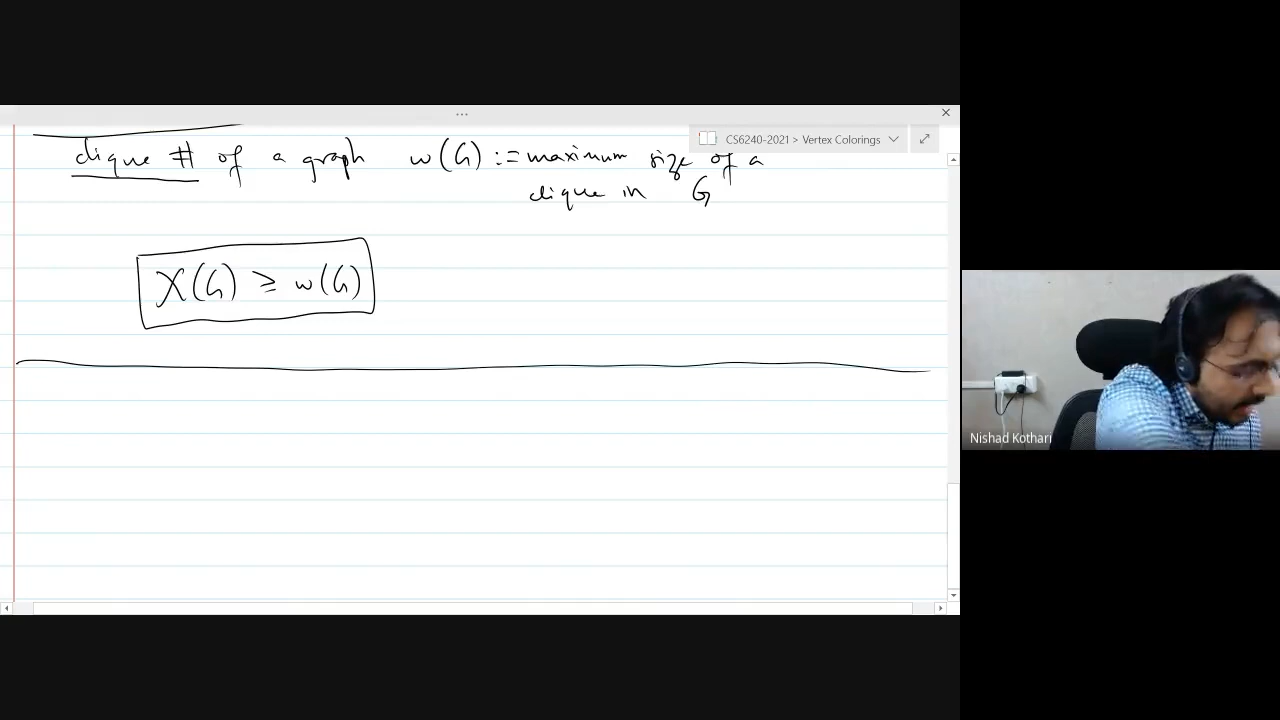 CS6240-2021 > Vertex Colorings
clique # of a graph ω(G) := maximum size of a
clique in G
χ(G) ≥ ω(G)
Nishad Kothari